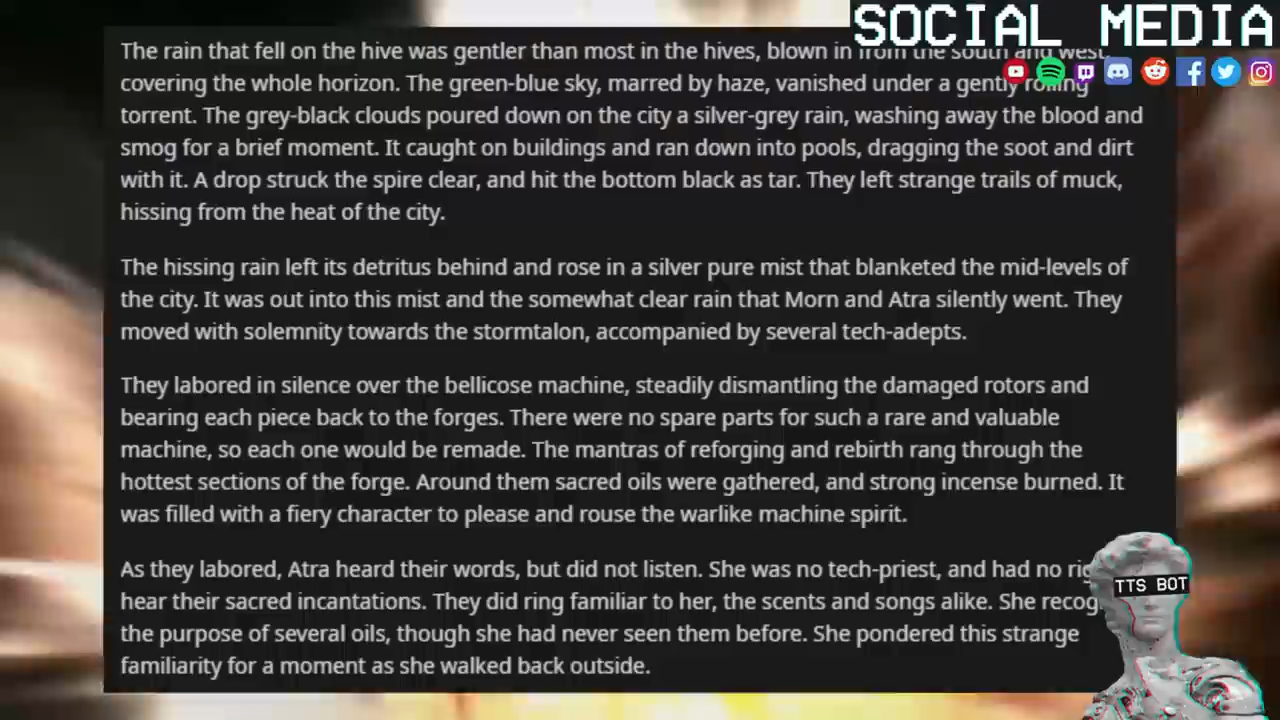 SOCIAL MEDIA
The rain that fell on the hive was gentler than most in the hives, blown in from the south and west,
covering the whole horizon. The green-blue sky, marred by haze, vanished under a gently rolling
torrent. The grey-black clouds poured down on the city a silver-grey rain, washing away the blood and
smog for a brief moment. It caught on buildings and ran down into pools, dragging the soot and dirt
with it. A drop struck the spire clear, and hit the bottom black as tar. They left strange trails of muck,
hissing from the heat of the city.
The hissing rain left its detritus behind and rose in a silver pure mist that blanketed the mid-levels of
the city. It was out into this mist and the somewhat clear rain that Morn and Atra silently went. They
moved with solemnity towards the stormtalon, accompanied by several tech-adepts.
They labored in silence over the bellicose machine, steadily dismantling the damaged rotors and
bearing each piece back to the forges. There were no spare parts for such a rare and valuable
machine, so each one would be remade. The mantras of reforging and rebirth rang through the
hottest sections of the forge. Around them sacred oils were gathered, and strong incense burned. It
was filled with a fiery character to please and rouse the warlike machine spirit.
As they labored, Atra heard their words, but did not listen. She was no tech-priest, and had no
hear their sacred incantations. They did ring familiar to her, the scents and songs alike. She
the purpose of several oils, though she had never seen them before. She pondered this strange
familiarity for a moment as she walked back outside.
TTS BOT